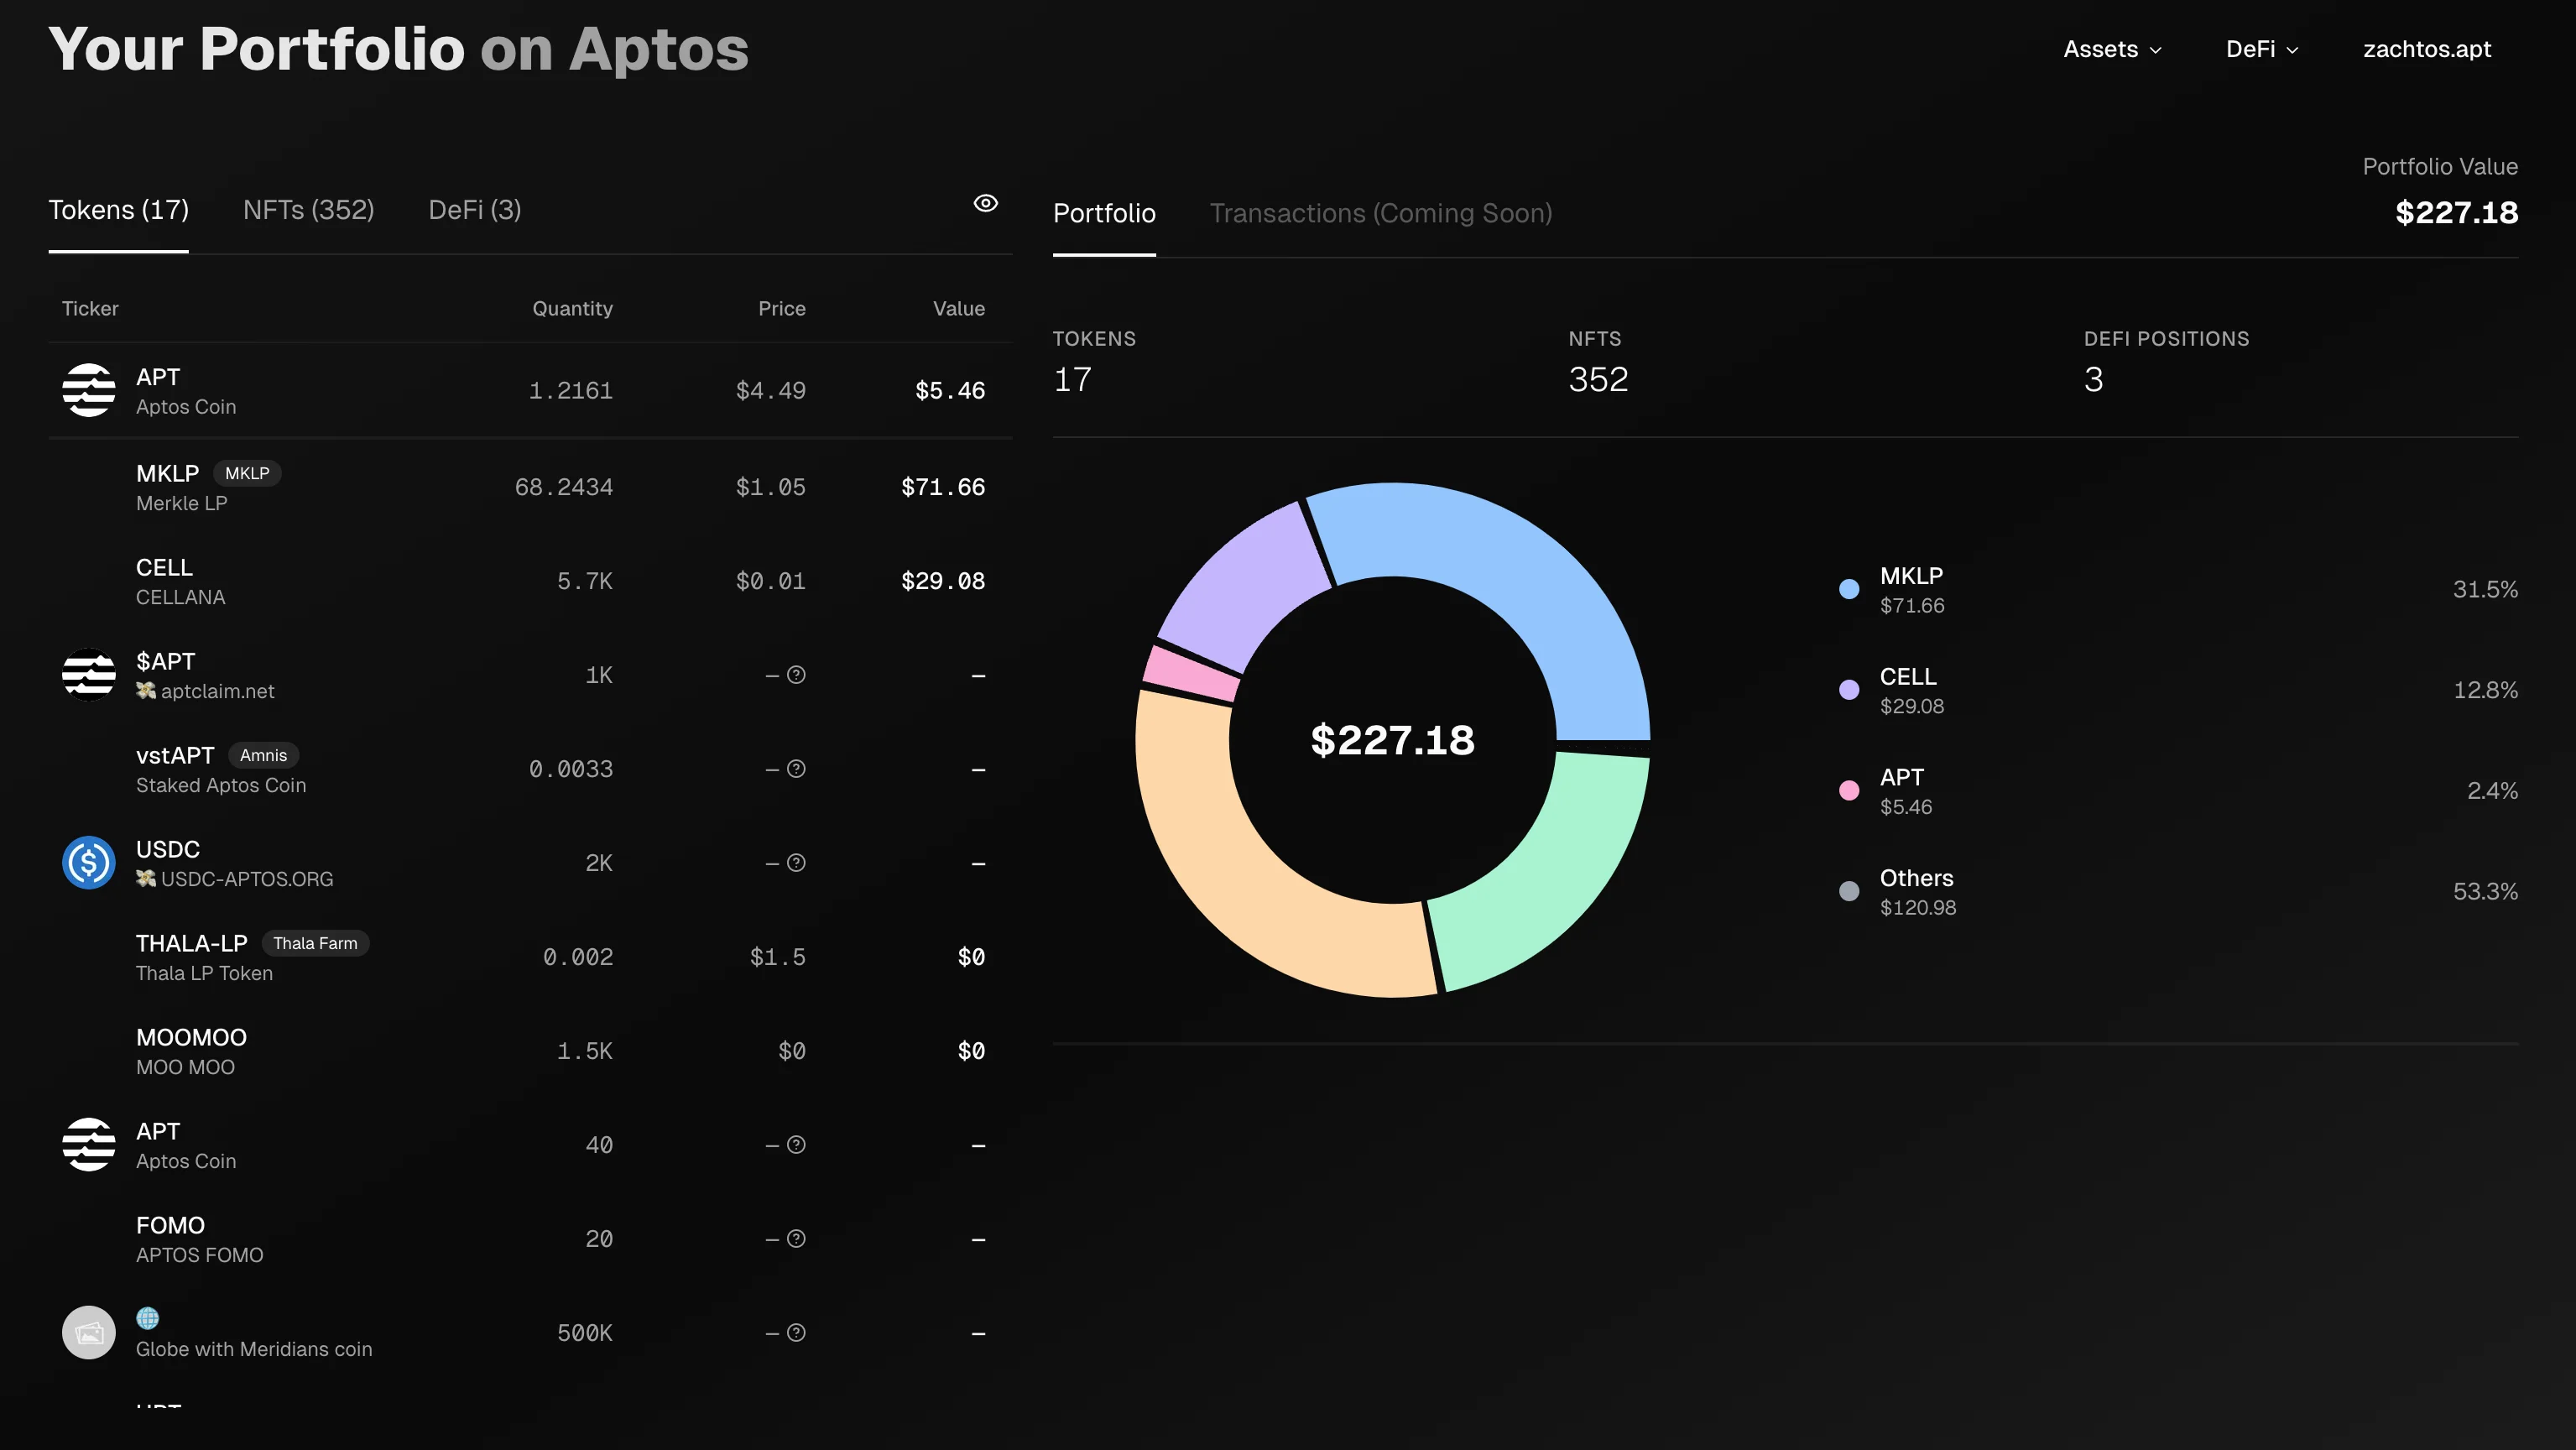 Your Portfolio on Aptos
Assets
DeFi
zachtos.apt
Tokens (17)
NFTs (352)
DeFi (3)
Ticker
Quantity
Price
Value
APT
Aptos Coin
1.2161
$4.49
$5.46
MKLP
MKLP
Merkle LP
68.2434
$1.05
$71.66
CELL
CELLANA
5.7K
$0.01
$29.08
$APT
💸 aptclaim.net
1K
– ?
–
vstAPT
Amnis
Staked Aptos Coin
0.0033
– ?
–
USDC
💸 USDC-APTOS.ORG
2K
– ?
–
THALA-LP
Thala Farm
Thala LP Token
0.002
$1.5
$0
MOOMOO
MOO MOO
1.5K
$0
$0
APT
Aptos Coin
40
– ?
–
FOMO
APTOS FOMO
20
– ?
–
🌐
Globe with Meridians coin
500K
– ?
–
Portfolio
Transactions (Coming Soon)
Portfolio Value
$227.18
TOKENS
17
NFTS
352
DEFI POSITIONS
3
$227.18
MKLP
$71.66
31.5%
CELL
$29.08
12.8%
APT
$5.46
2.4%
Others
$120.98
53.3%